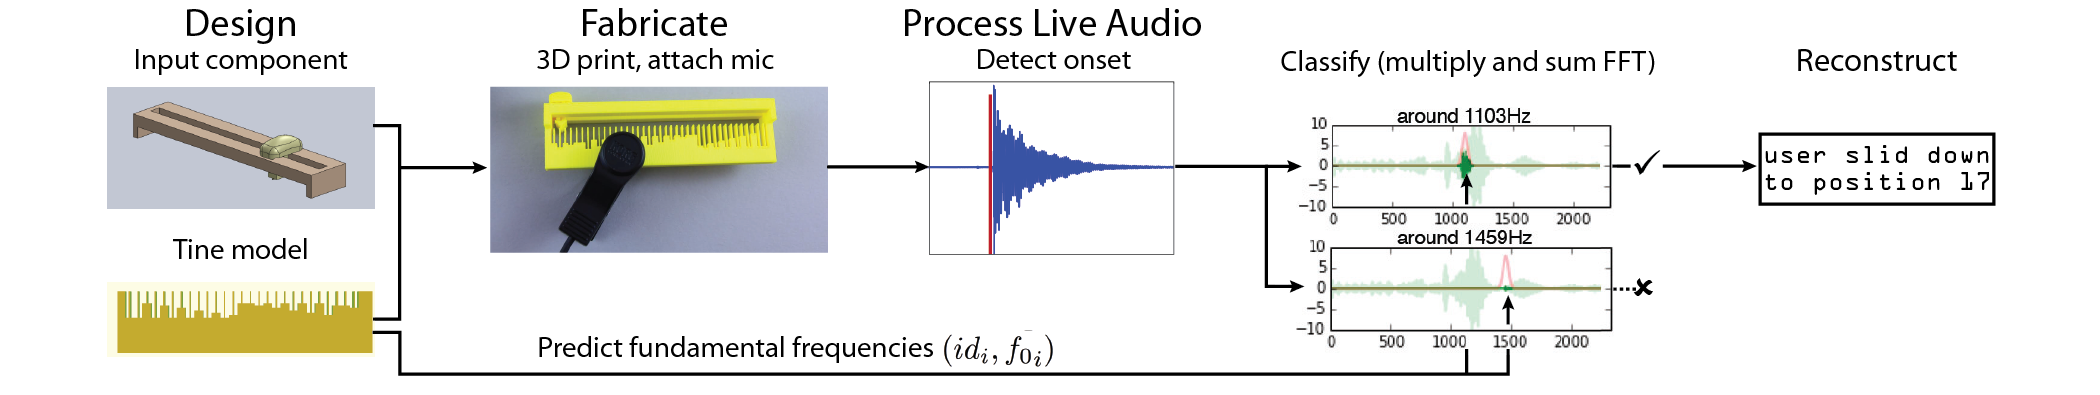 Design
Fabricate
Process Live Audio
Input component
3D print, attach mic
Detect onset
Classify (multiply and sum FFT)
Reconstruct
around 1103Hz
10
5
0
−5
−10
0 500 1000 1500 2000
user slid down
to position 17
Tine model
around 1459Hz
10
5
0
−5
−10
0 500 1000 1500 2000
Predict fundamental frequencies (id_i, f_{0_i})